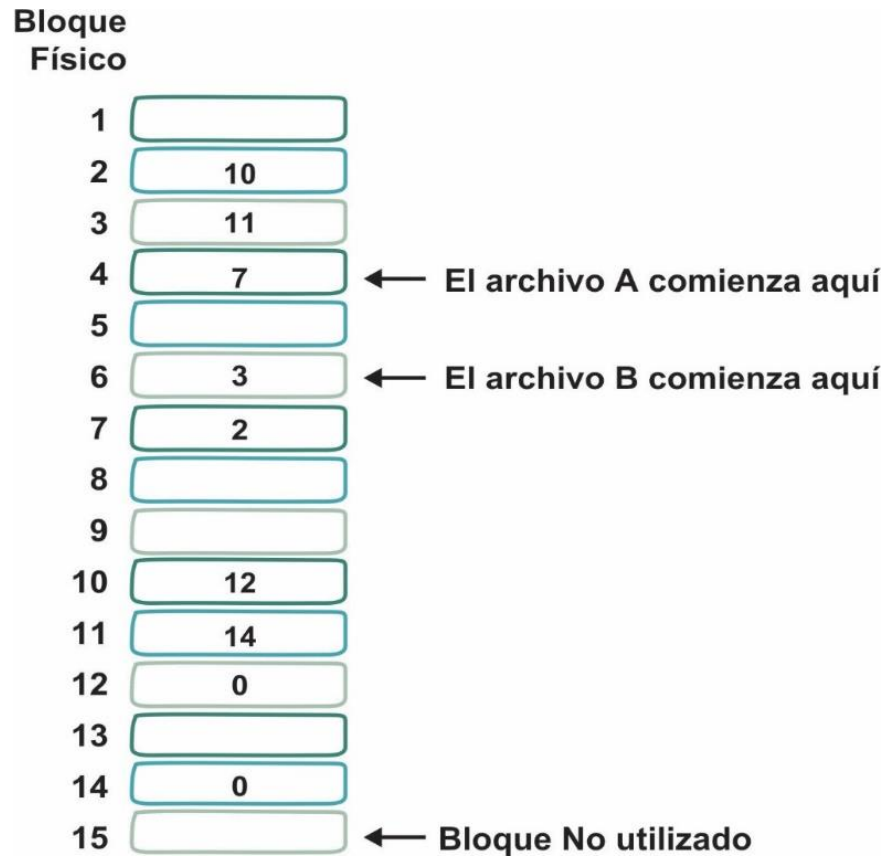 Bloque
Físico
1
2 10
3 11
4 7 El archivo A comienza aquí
5
6 3 El archivo B comienza aquí
7 2
8
9
10 12
11 14
12 0
13
14 0
15 Bloque No utilizado